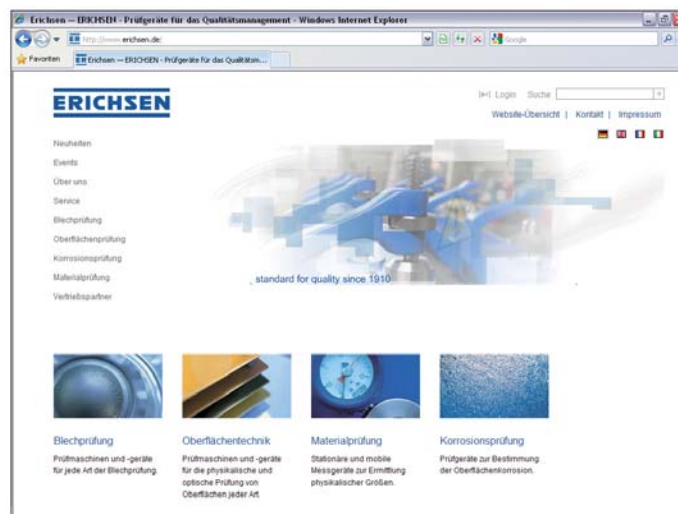 Erichsen — ERICHSEN - Prüfgeräte für das Qualitätsmanagement - Windows Internet Explorer
http://www.erichsen.de/
Google
Favoriten
Erichsen — ERICHSEN - Prüfgeräte für das Qualitätsm...
ERICHSEN
Login Suche
Website-Übersicht | Kontakt | Impressum
Neuheiten
Events
Über uns
Service
Blechprüfung
Oberflächenprüfung
Korrosionsprüfung
Materialprüfung
Vertriebspartner
standard for quality since 1910
Blechprüfung
Prüfmaschinen und -geräte
für jede Art der Blechprüfung.
Oberflächentechnik
Prüfmaschinen und -geräte
für die physikalische und
optische Prüfung von
Oberflächen jeder Art.
Materialprüfung
Stationäre und mobile
Messgeräte zur Ermittlung
physikalischer Größen.
Korrosionsprüfung
Prüfgeräte zur Bestimmung
der Oberflächenkorrosion.